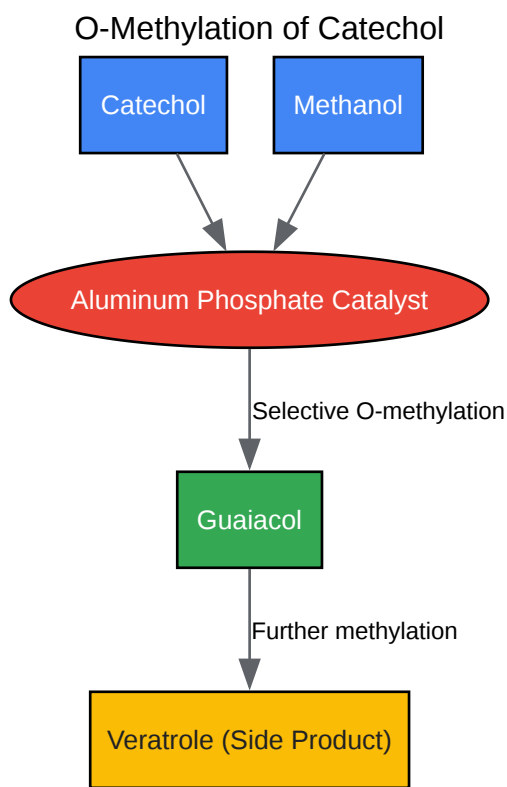 O-Methylation of Catechol
Catechol
Methanol
Aluminum Phosphate Catalyst
Selective O-methylation
Guaiacol
Further methylation
Veratrole (Side Product)